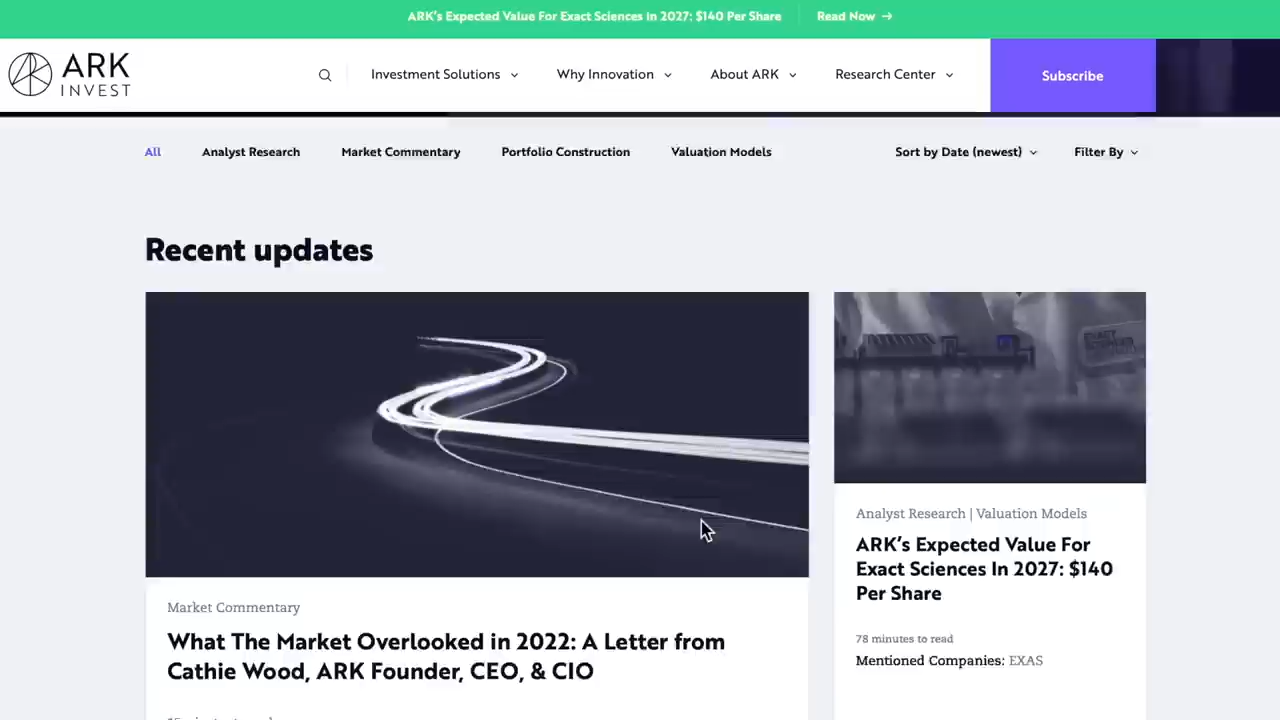 ARK's Expected Value For Exact Sciences In 2027: $140 Per Share
Read Now →
ARK
INVEST
Investment Solutions
Why Innovation
About ARK
Research Center
Subscribe
All
Analyst Research
Market Commentary
Portfolio Construction
Valuation Models
Sort by Date (newest)
Filter By
Recent updates
Market Commentary
What The Market Overlooked in 2022: A Letter from
Cathie Wood, ARK Founder, CEO, & CIO
Analyst Research | Valuation Models
ARK's Expected Value For
Exact Sciences In 2027: $140
Per Share
78 minutes to read
Mentioned Companies: EXAS